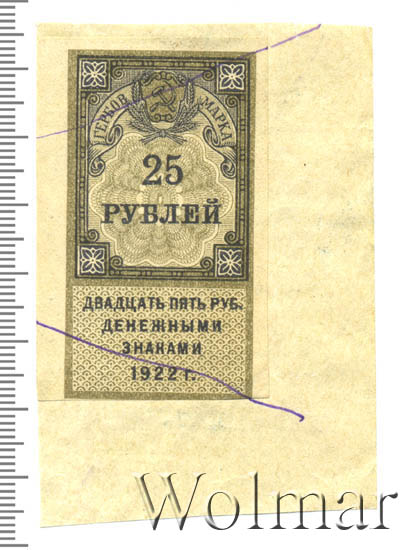 ГЕРБОВ. МАРКА
25
РУБЛЕЙ
ДВАДЦАТЬ ПЯТЬ РУБ.
ДЕНЕЖНЫМИ
ЗНАКАМИ
1922 г.
Wolmar